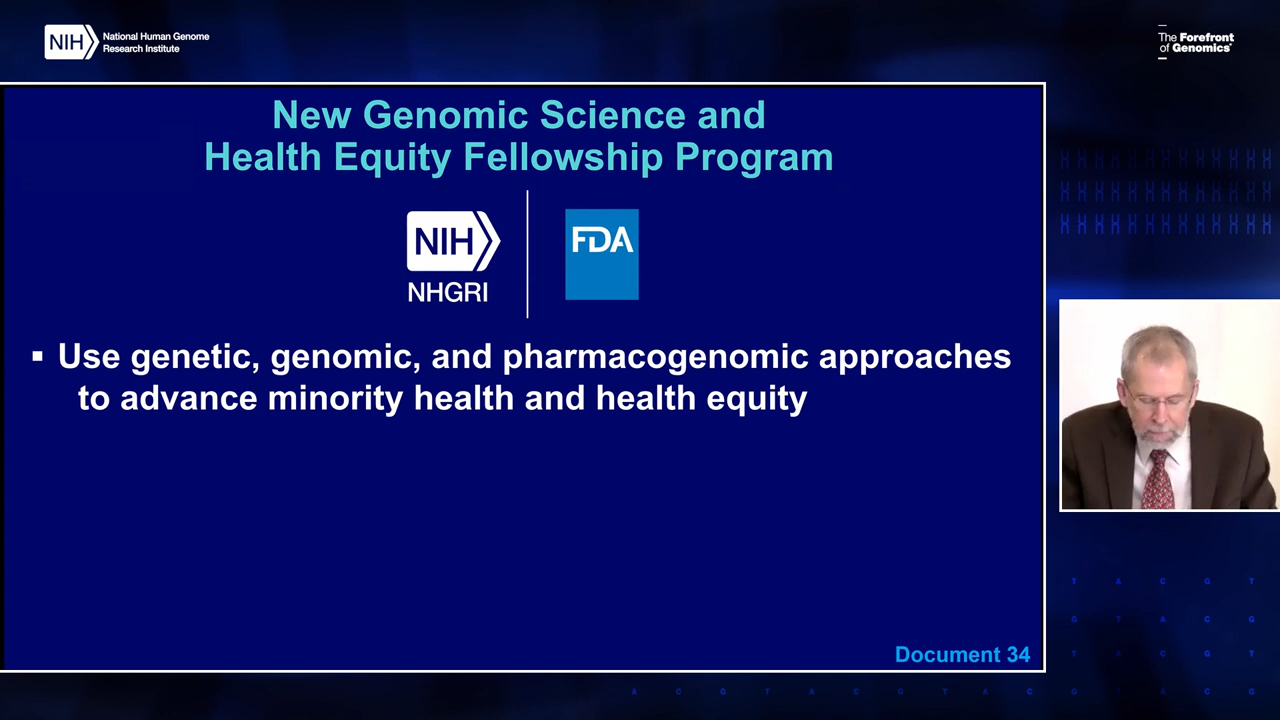 NIH
National Human Genome
Research Institute
The Forefront
of Genomics®
New Genomic Science and
Health Equity Fellowship Program
NIH
NHGRI
FDA
▪ Use genetic, genomic, and pharmacogenomic approaches
to advance minority health and health equity
Document 34
T A C G T
G T A C G
T A C G T
A C G T A C G T A C G T A C G